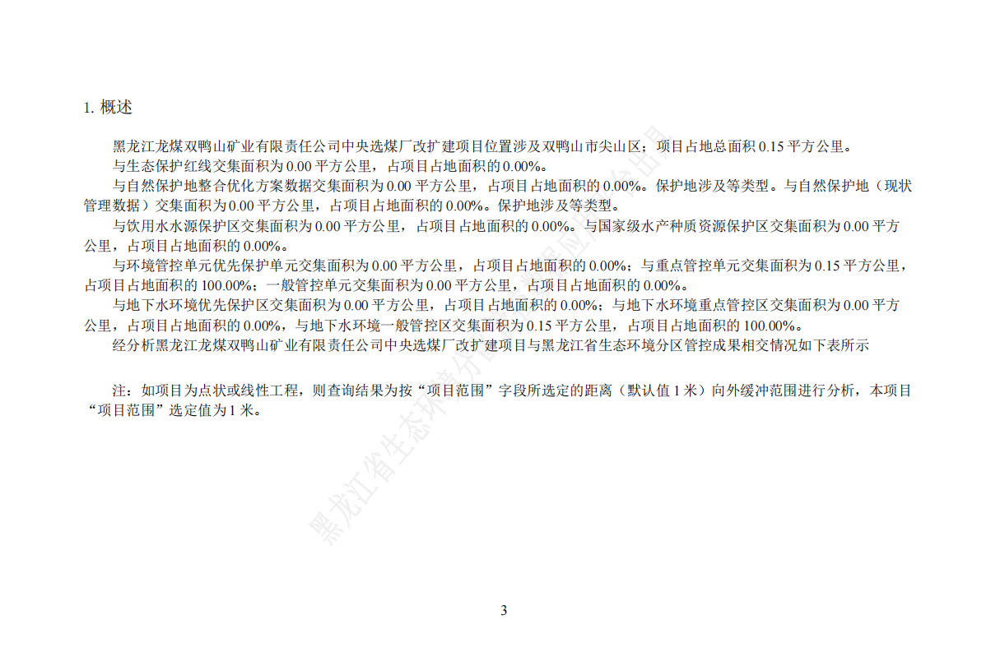 1. 概述
黑龙江龙煤双鸭山矿业有限责任公司中央选煤厂改扩建项目位置涉及双鸭山市尖山区；项目占地总面积 0.15 平方公里。
与生态保护红线交集面积为 0.00 平方公里，占项目占地面积的 0.00%。
与自然保护地整合优化方案数据交集面积为 0.00 平方公里，占项目占地面积的 0.00%。保护地涉及等类型。与自然保护地（现状
管理数据）交集面积为 0.00 平方公里，占项目占地面积的 0.00%。保护地涉及等类型。
与饮用水水源保护区交集面积为 0.00 平方公里，占项目占地面积的 0.00%。与国家级水产种质资源保护区交集面积为 0.00 平方
公里，占项目占地面积的 0.00%。
与环境管控单元优先保护单元交集面积为 0.00 平方公里，占项目占地面积的 0.00%；与重点管控单元交集面积为 0.15 平方公里，
占项目占地面积的 100.00%；一般管控单元交集面积为 0.00 平方公里，占项目占地面积的 0.00%。
与地下水环境优先保护区交集面积为 0.00 平方公里，占项目占地面积的 0.00%；与地下水环境重点管控区交集面积为 0.00 平方
公里，占项目占地面积的 0.00%，与地下水环境一般管控区交集面积为 0.15 平方公里，占项目占地面积的 100.00%。
经分析黑龙江龙煤双鸭山矿业有限责任公司中央选煤厂改扩建项目与黑龙江省生态环境分区管控成果相交情况如下表所示
注：如项目为点状或线性工程，则查询结果为按“项目范围”字段所选定的距离（默认值 1 米）向外缓冲范围进行分析，本项目
“项目范围”选定值为 1 米。
黑龙江省生态环境分
台出具
3